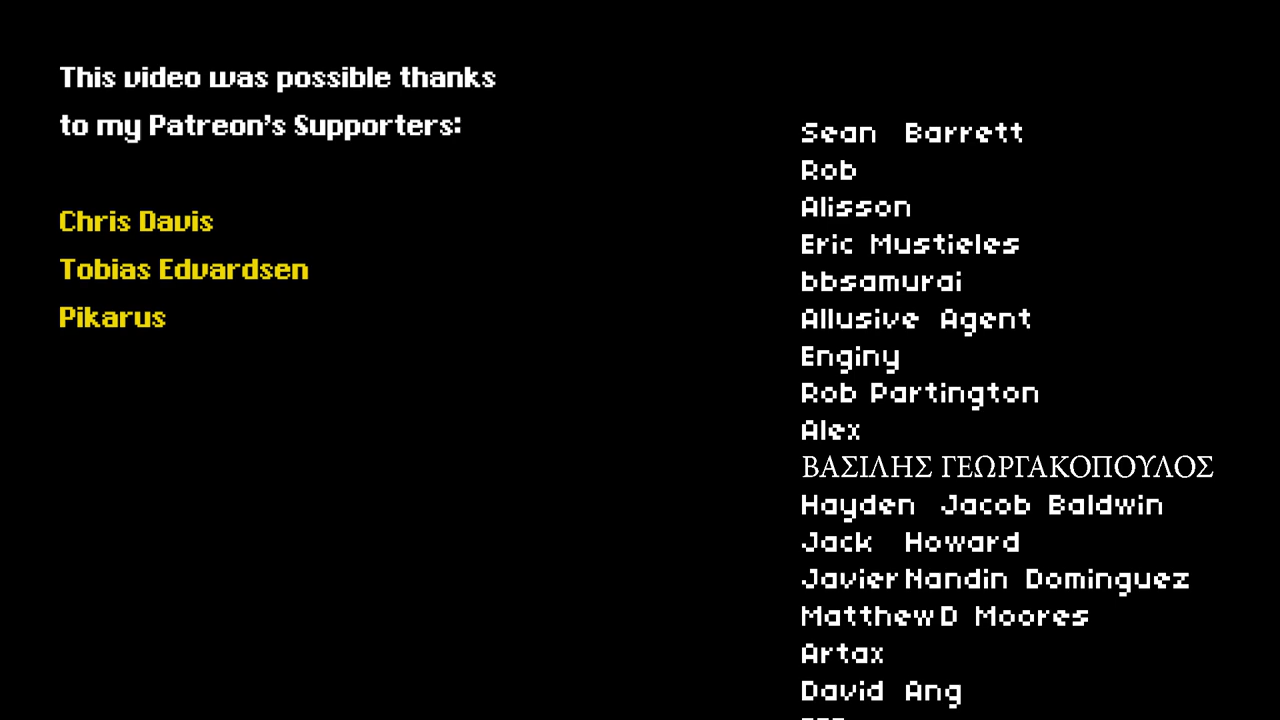 This video was possible thanks
to my Patreon's Supporters:
Chris Davis
Tobias Edvardsen
Pikarus
Sean Barrett
Rob
Alisson
Eric Mustieles
bbsamurai
Allusive Agent
Enginy
Rob Partington
Alex
ΒΑΣΙΛΗΣ ΓΕΩΡΓΑΚΟΠΟΥΛΟΣ
Hayden Jacob Baldwin
Jack Howard
Javier Nandin Dominguez
Matthew D Moores
Artax
David Ang